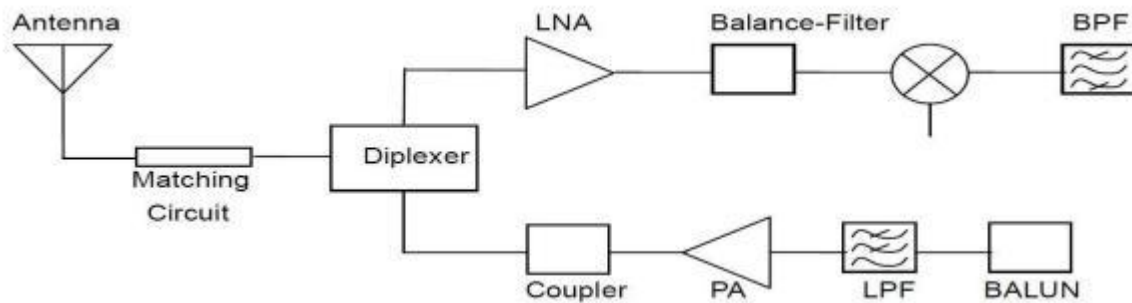 Antenna
LNA
Balance-Filter
BPF
Diplexer
Matching
Circuit
Coupler
PA
LPF
BALUN